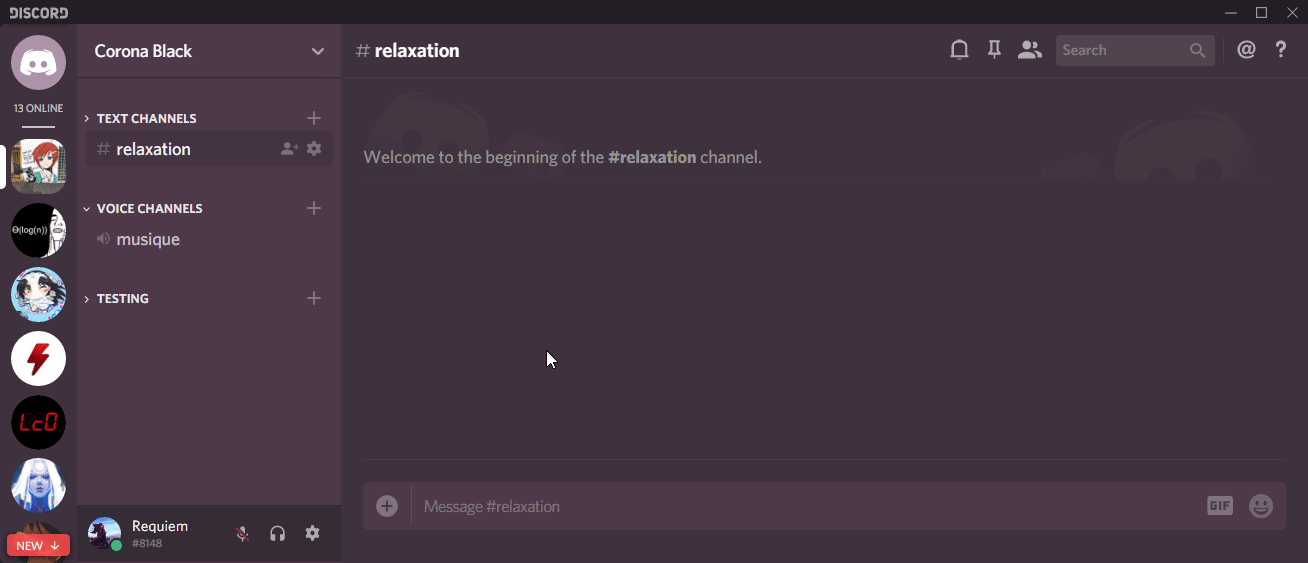 DISCORD
13 ONLINE
Θ(log(n))
LcO
NEW ↓
Corona Black
TEXT CHANNELS
# relaxation
VOICE CHANNELS
musique
TESTING
Requiem
#8148
# relaxation
Search
@ ?
Welcome to the beginning of the #relaxation channel.
Message #relaxation
GIF